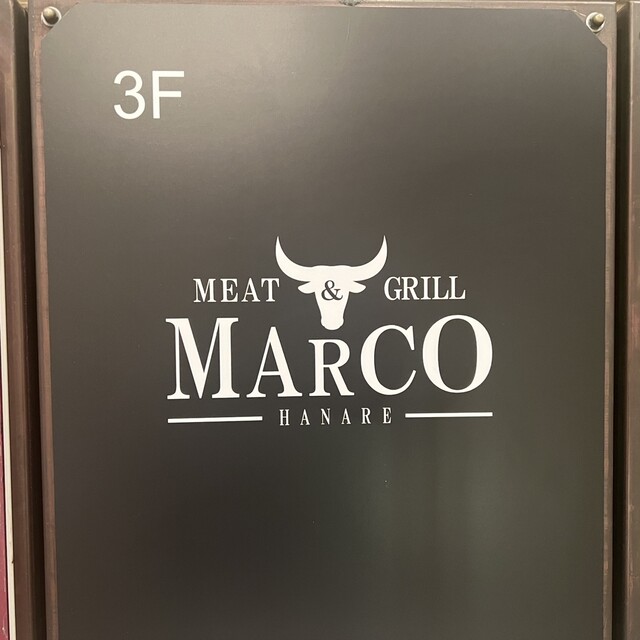 3F
MEAT & GRILL
MARCO
HANARE